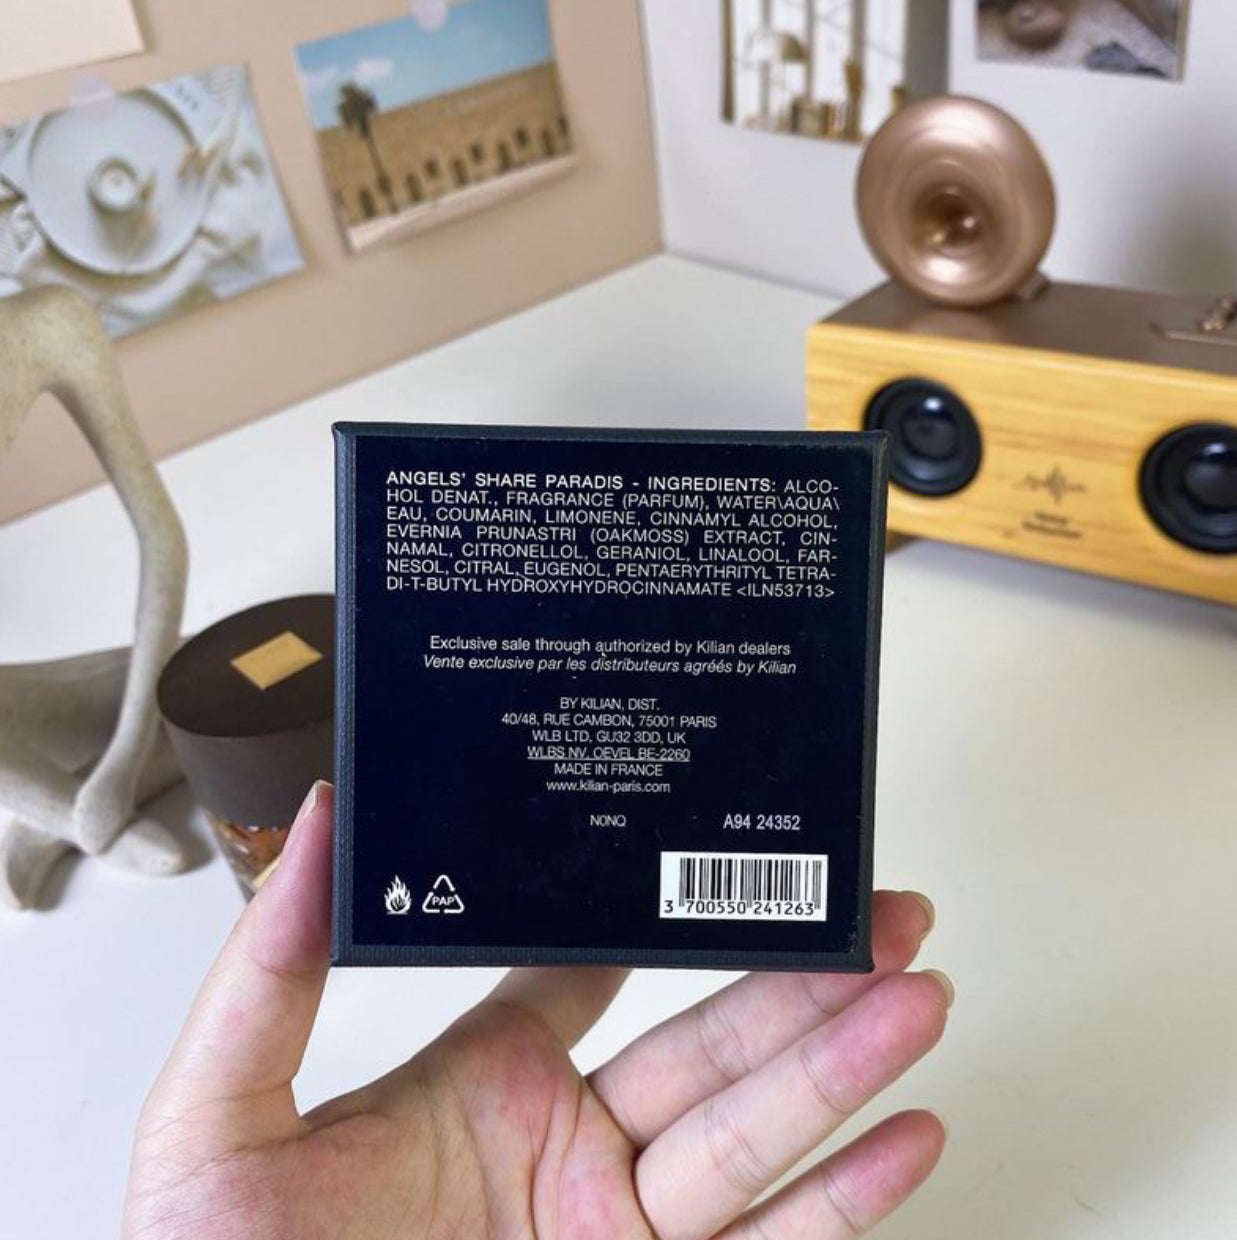 ANGELS' SHARE PARADIS - INGREDIENTS: ALCO-
HOL DENAT., FRAGRANCE (PARFUM), WATER\AQUA\
EAU, COUMARIN, LIMONENE, CINNAMYL ALCOHOL,
EVERNIA PRUNASTRI (OAKMOSS) EXTRACT, CIN-
NAMAL, CITRONELLOL, GERANIOL, LINALOOL, FAR-
NESOL, CITRAL, EUGENOL, PENTAERYTHRITYL TETRA-
DI-T-BUTYL HYDROXYHYDROCINNAMATE <ILN53713>
Exclusive sale through authorized by Kilian dealers
Vente exclusive par les distributeurs agréés by Kilian
BY KILIAN, DIST.
40/48, RUE CAMBON, 75001 PARIS
WLB LTD, GU32 3DD, UK
WLBS NV, OEVEL BE-2260
MADE IN FRANCE
www.kilian-paris.com
N0NQ A94 24352
PAP
3 700550 241263